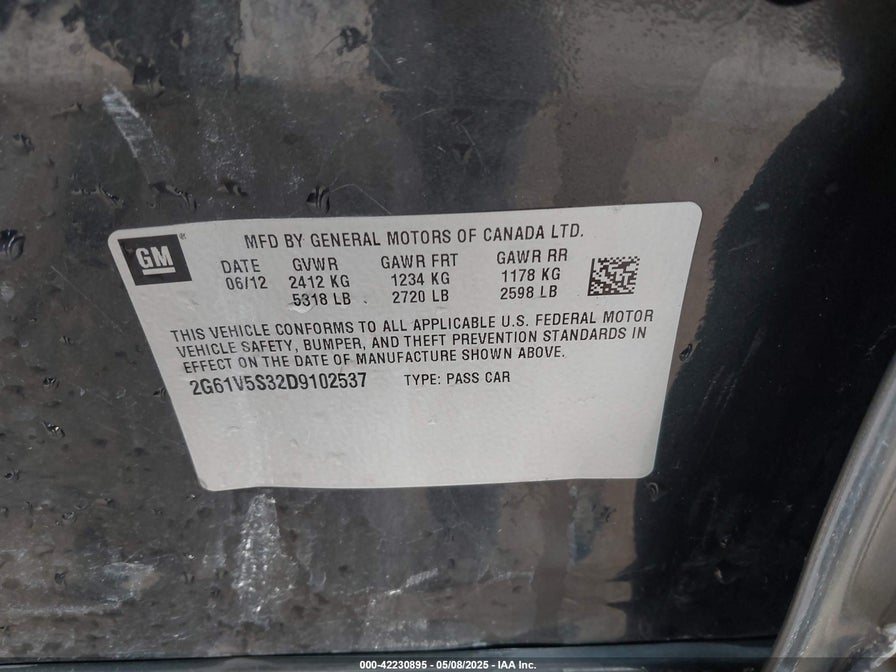 GM
MFD BY GENERAL MOTORS OF CANADA LTD.
DATE GVWR GAWR FRT GAWR RR
06/12 2412 KG 1234 KG 1178 KG
5318 LB 2720 LB 2598 LB
THIS VEHICLE CONFORMS TO ALL APPLICABLE U.S. FEDERAL MOTOR
VEHICLE SAFETY, BUMPER, AND THEFT PREVENTION STANDARDS IN
EFFECT ON THE DATE OF MANUFACTURE SHOWN ABOVE.
2G61V5S32D9102537 TYPE: PASS CAR
000-42230895 - 05/08/2025 - IAA Inc.